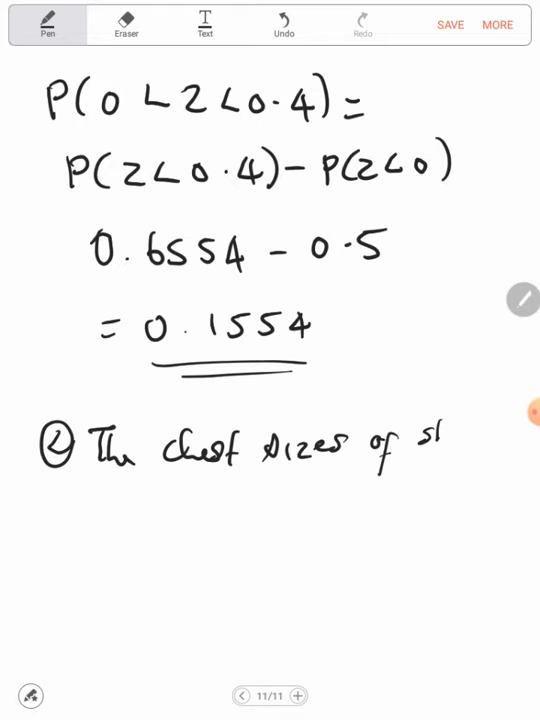 Pen Eraser Text Undo Redo SAVE MORE
P(0 < Z < 0.4) =
P(Z < 0.4) - P(Z < 0)
0.6554 - 0.5
= 0.1554
② The chest sizes of
11/11